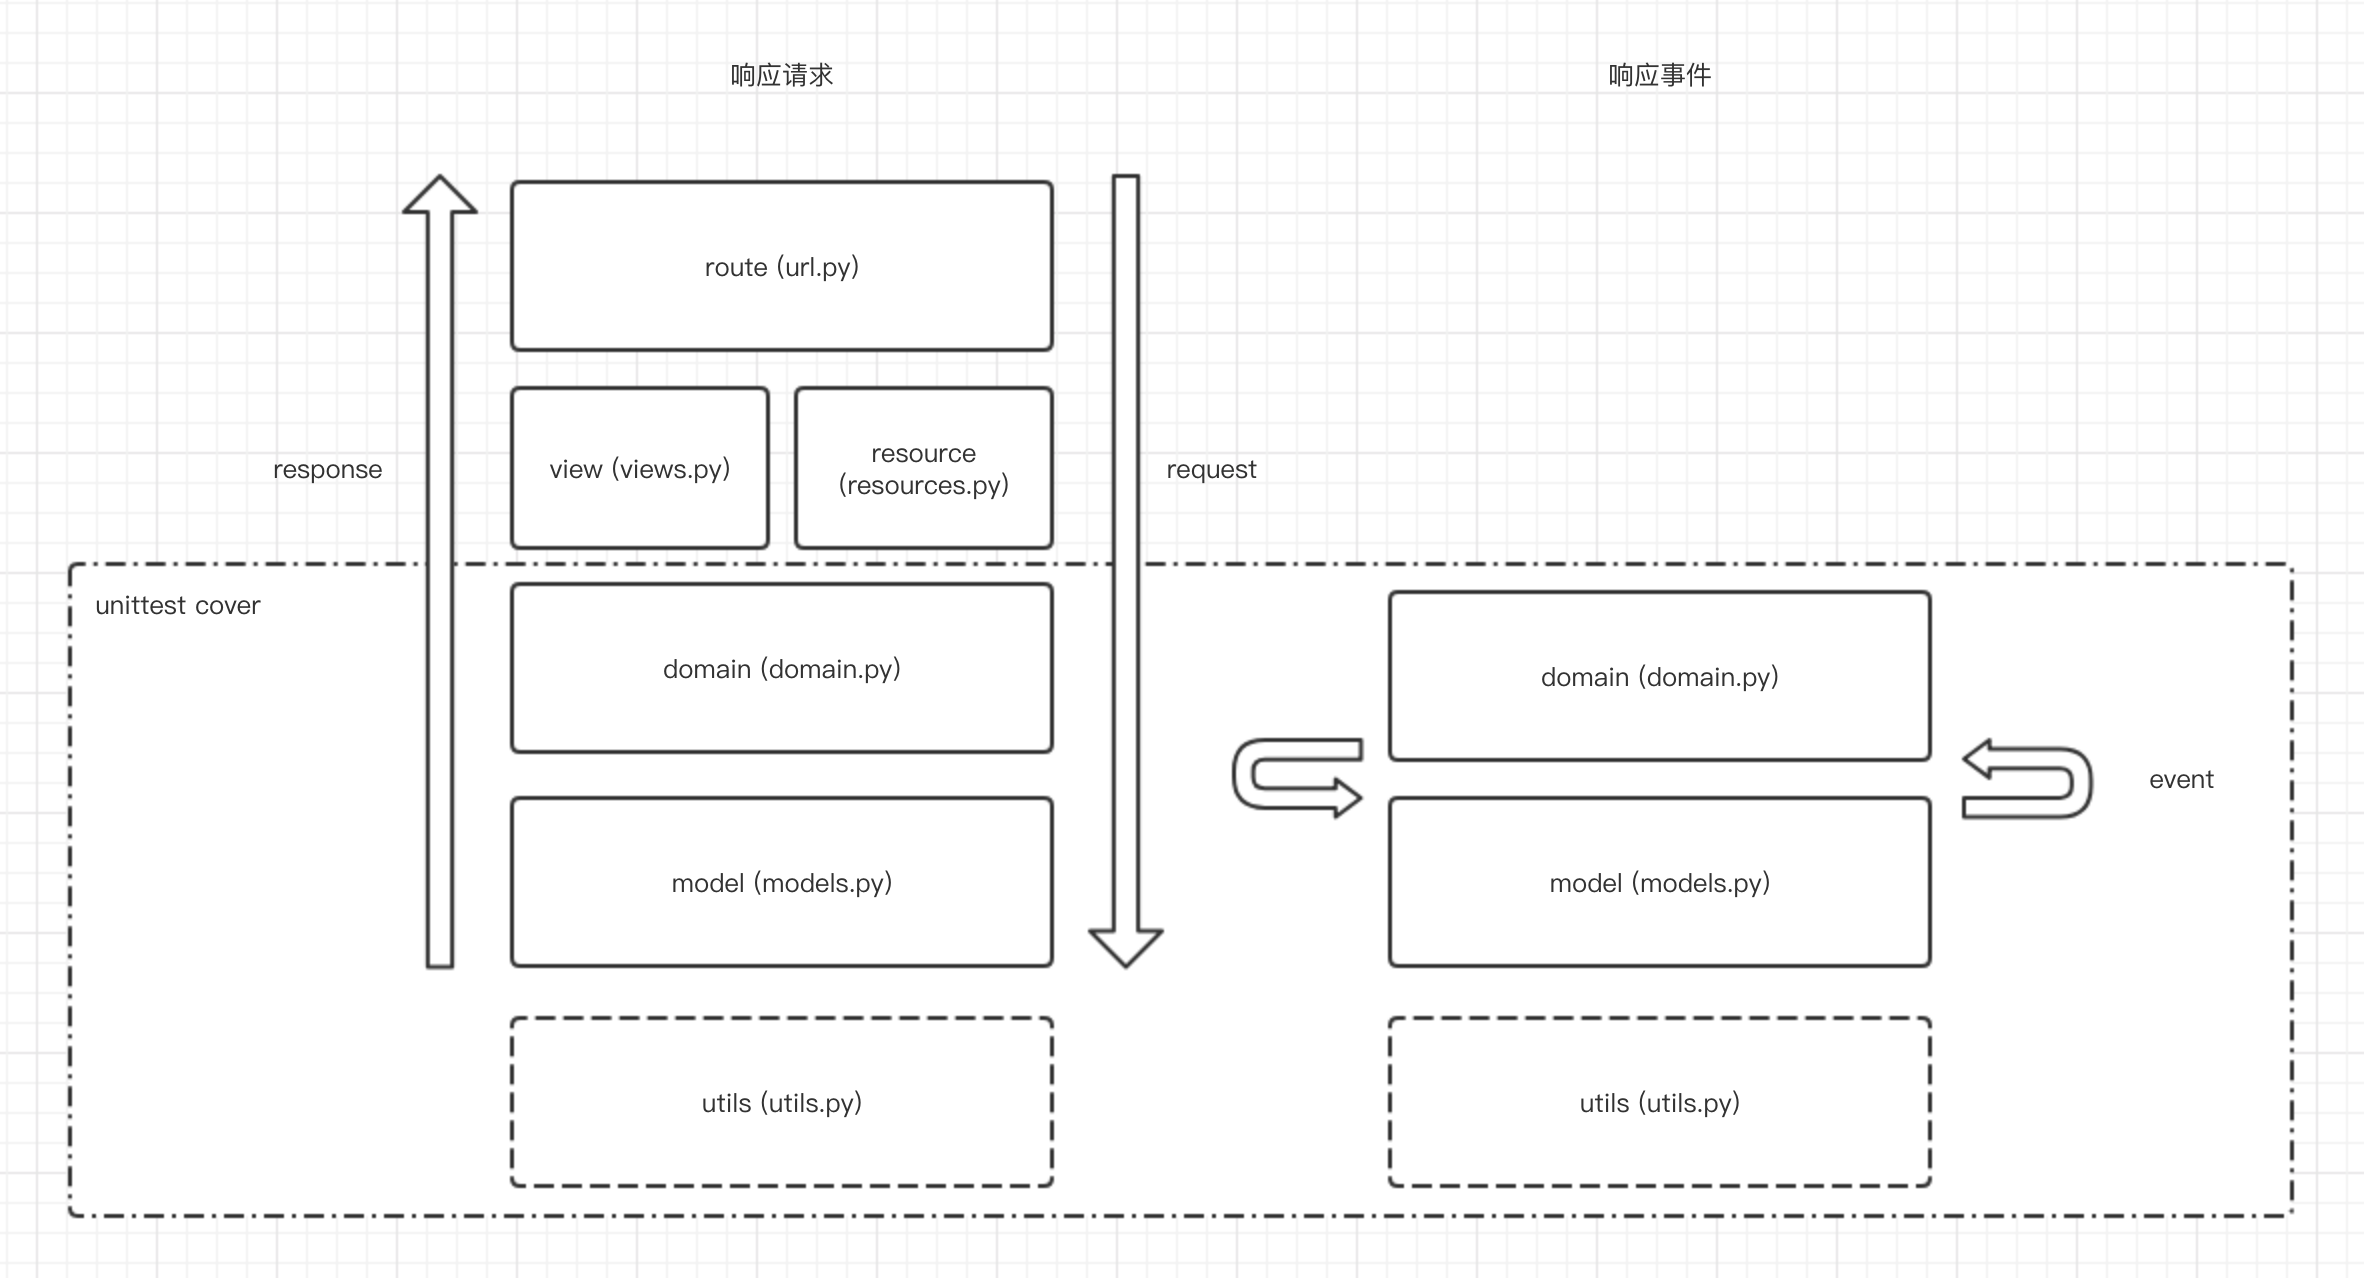 响应请求
响应事件
route (url.py)
response
view (views.py)
resource
(resources.py)
request
unittest cover
domain (domain.py)
domain (domain.py)
event
model (models.py)
model (models.py)
utils (utils.py)
utils (utils.py)